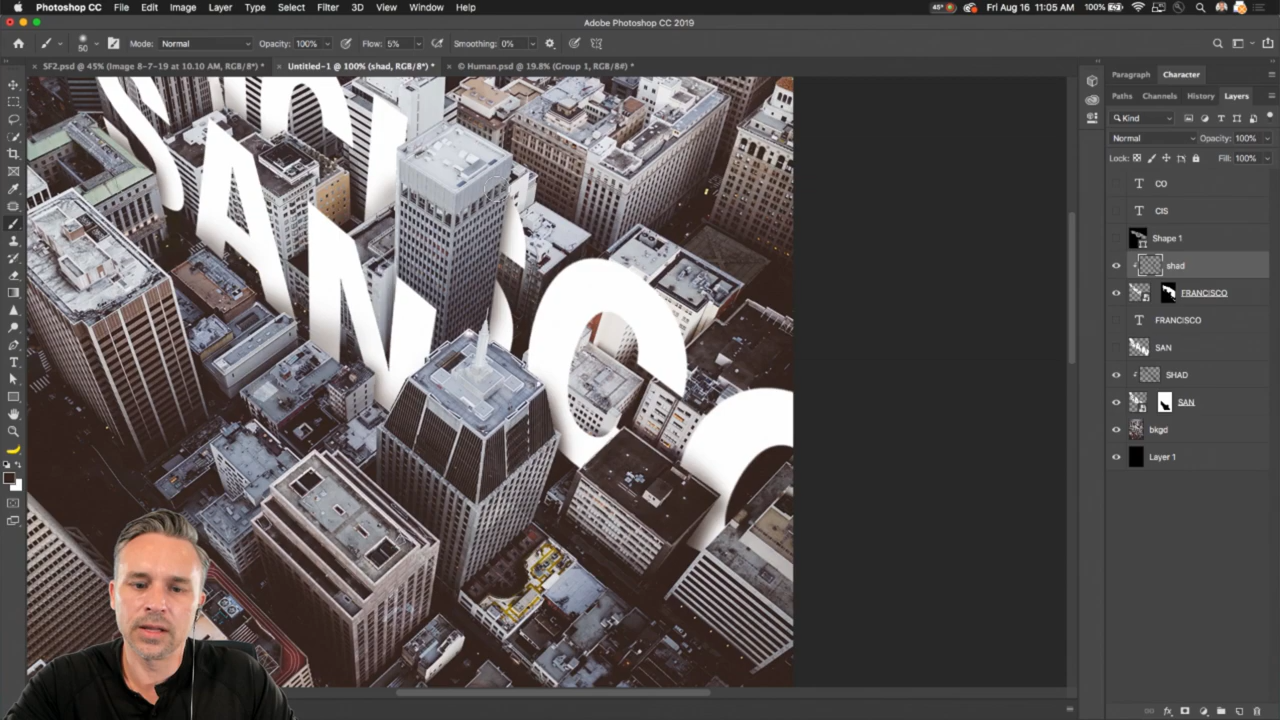 Photoshop CC File Edit Image Layer Type Select Filter 3D View Window Help 45° Fri Aug 16 11:05 AM 100%
Adobe Photoshop CC 2019
50 Mode: Normal Opacity: 100% Flow: 5% Smoothing: 0%
× SF2.psd @ 45% (Image 8-7-19 at 10.10 AM, RGB/8*) * × Untitled-1 @ 100% (shad, RGB/8*) * × © Human.psd @ 19.8% (Group 1, RGB/8#) *
Paragraph Character
Paths Channels History Layers
Kind
Normal Opacity: 100%
Lock: Fill: 100%
T CO
T CIS
Shape 1
shad
FRANCISCO
T FRANCISCO
SAN
SHAD
SAN
bkgd
Layer 1
SAN
CO